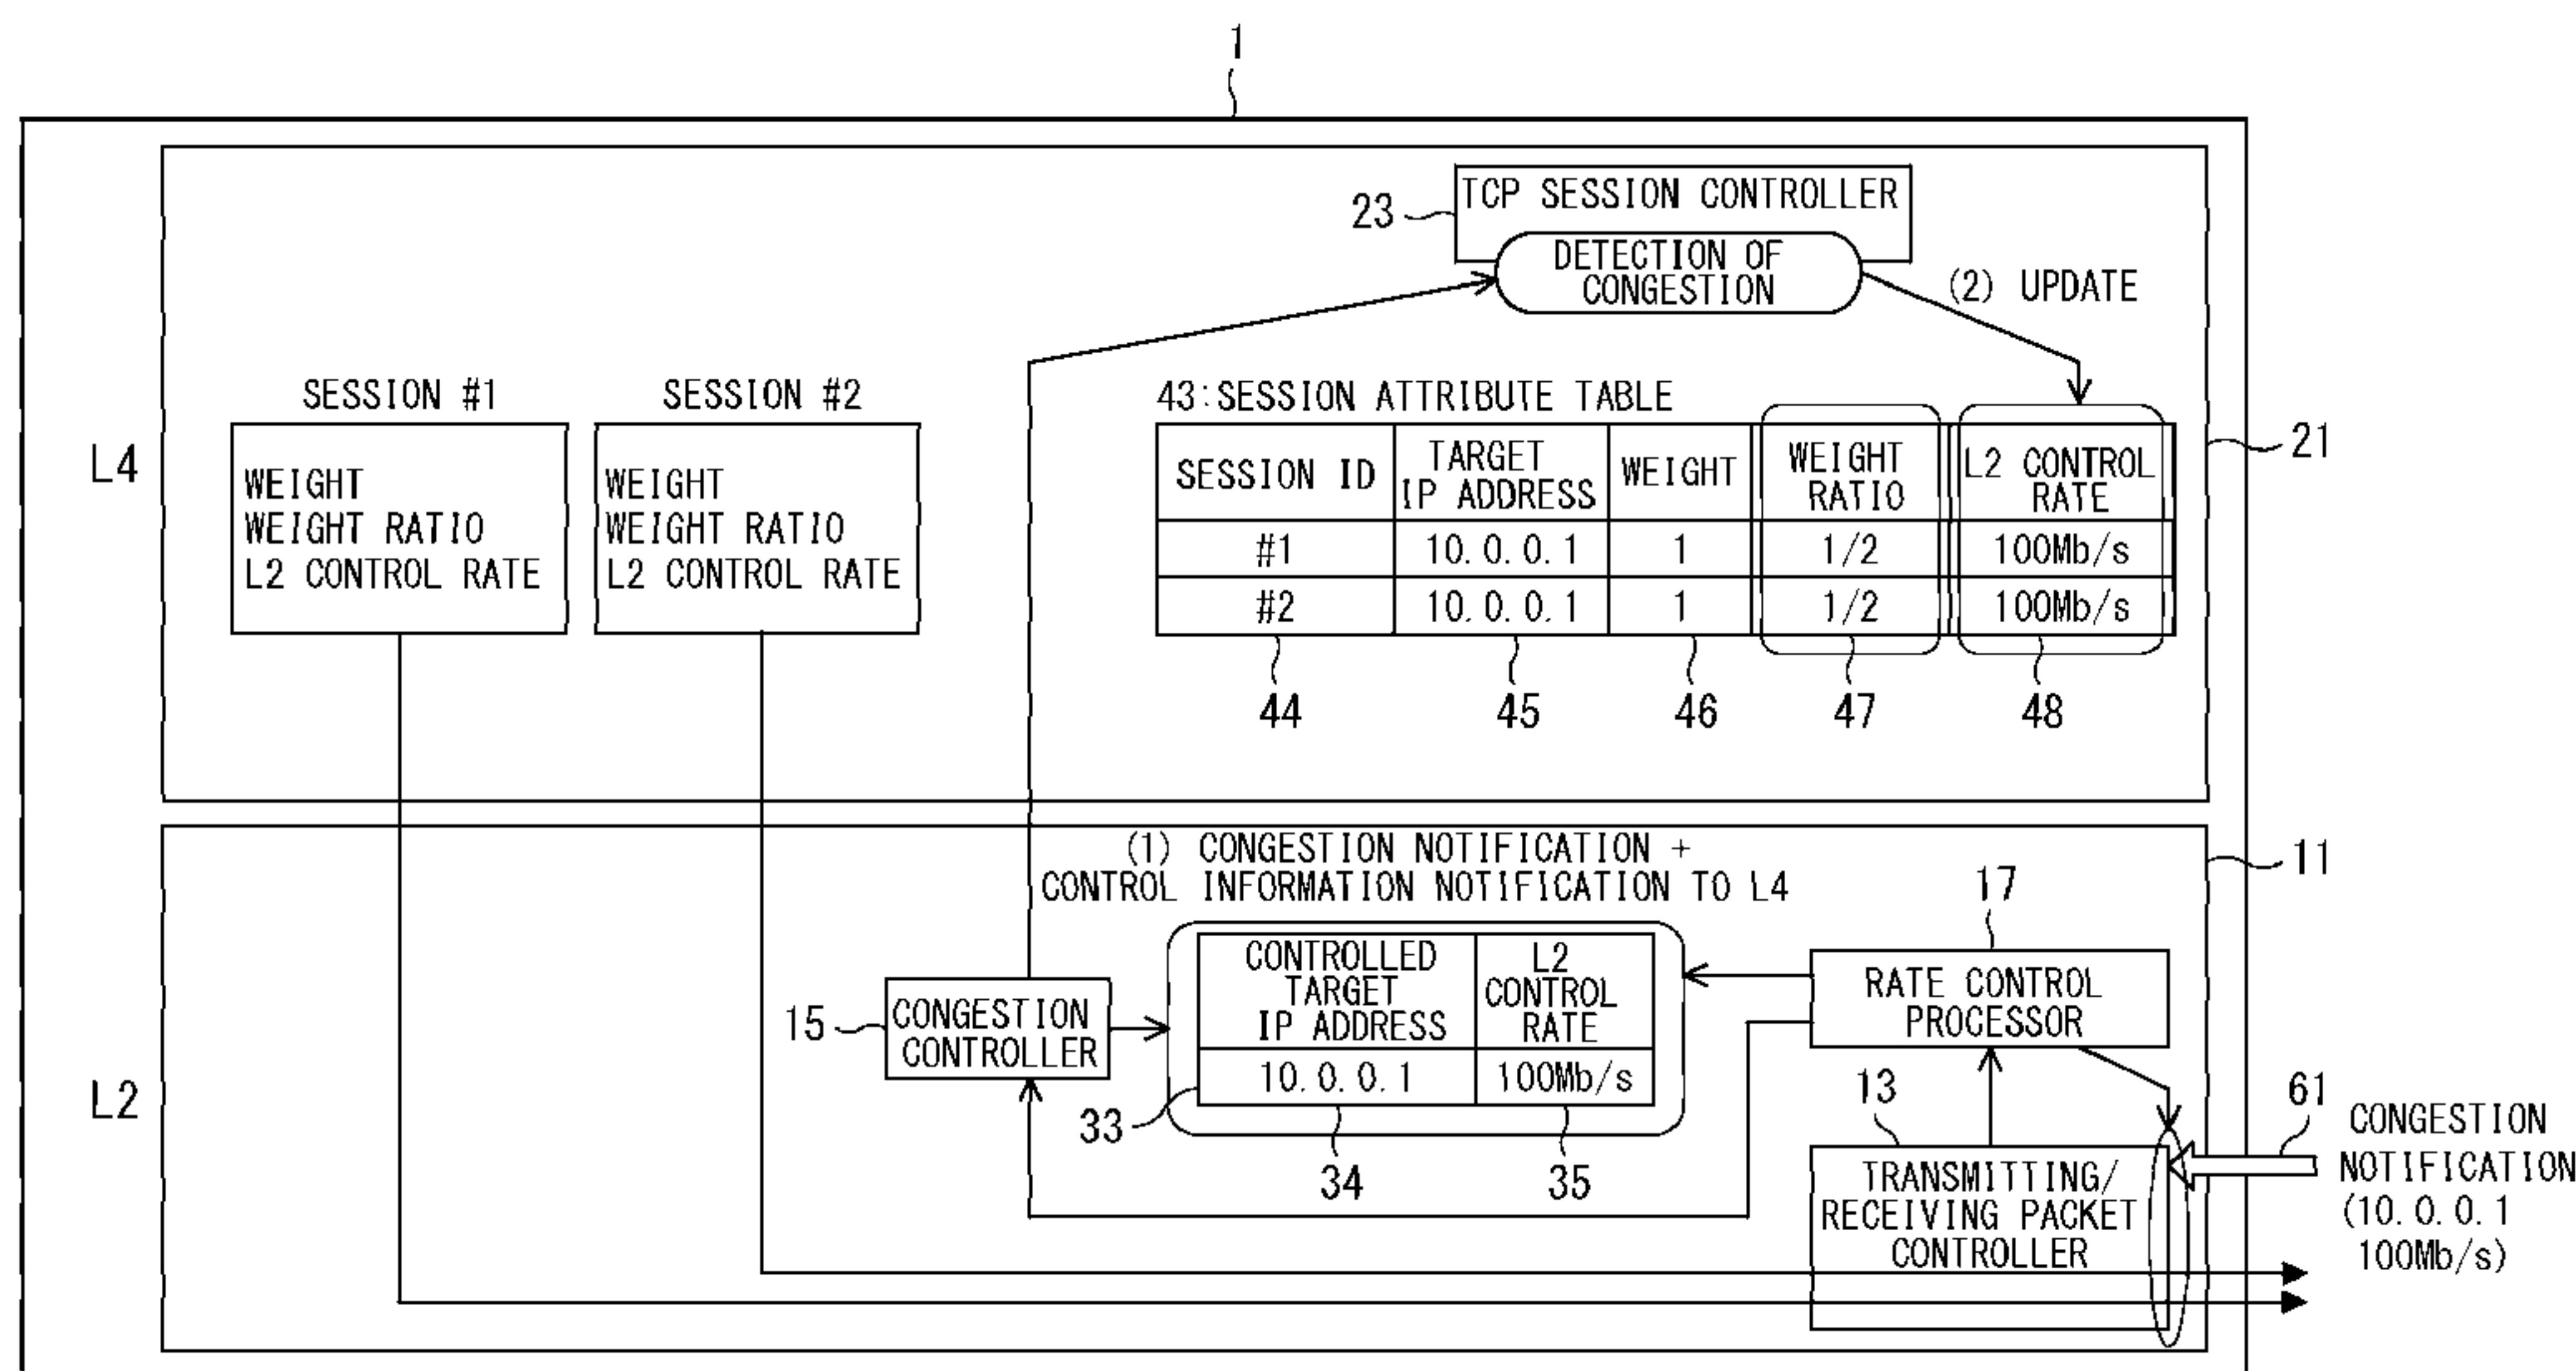 1
TCP SESSION CONTROLLER
23
DETECTION OF
CONGESTION
(2) UPDATE
SESSION #1
SESSION #2
43:SESSION ATTRIBUTE TABLE
L4
WEIGHT
WEIGHT RATIO
L2 CONTROL RATE
WEIGHT
WEIGHT RATIO
L2 CONTROL RATE
SESSION ID
TARGET
IP ADDRESS
WEIGHT
WEIGHT
RATIO
L2 CONTROL
RATE
21
#1 10.0.0.1 1 1/2 100Mb/s
#2 10.0.0.1 1 1/2 100Mb/s
44 45 46 47 48
(1) CONGESTION NOTIFICATION +
CONTROL INFORMATION NOTIFICATION TO L4
11
17
L2
15
CONGESTION
CONTROLLER
CONTROLLED
TARGET
IP ADDRESS
L2
CONTROL
RATE
10.0.0.1 100Mb/s
33
34 35
RATE CONTROL
PROCESSOR
13
61
TRANSMITTING/
RECEIVING PACKET
CONTROLLER
CONGESTION
NOTIFICATION
(10.0.0.1
100Mb/s)